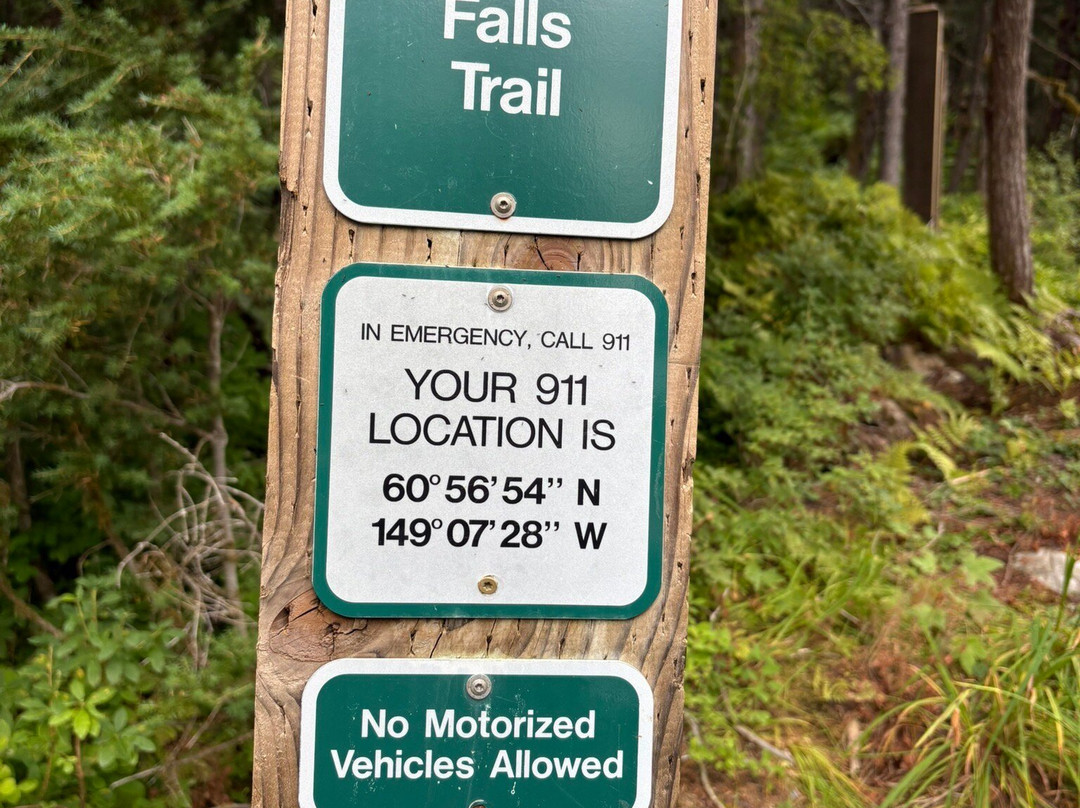 Falls
Trail
IN EMERGENCY, CALL 911
YOUR 911
LOCATION IS
60°56'54'' N
149°07'28'' W
No Motorized
Vehicles Allowed